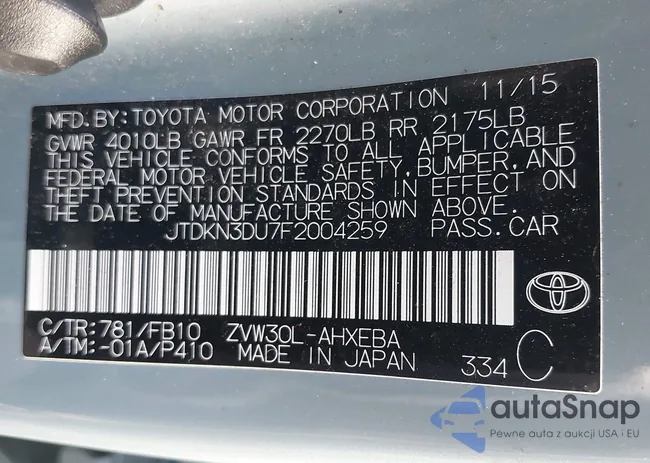 MFD. BY: TOYOTA MOTOR CORPORATION 11/15
GVWR 4010LB GAWR FR 2270LB RR 2175LB
THIS VEHICLE CONFORMS TO ALL APPLICABLE
FEDERAL MOTOR VEHICLE SAFETY, BUMPER, AND
THEFT PREVENTION STANDARDS IN EFFECT ON
THE DATE OF MANUFACTURE SHOWN ABOVE.
JTDKN3DU7F2004259 PASS. CAR
C/TR: 781/FB10 ZVW30L-AHXEBA
A/TM: -01A/P410 MADE IN JAPAN 334 C
autoSnap
Pewne auta z aukcji USA i EU